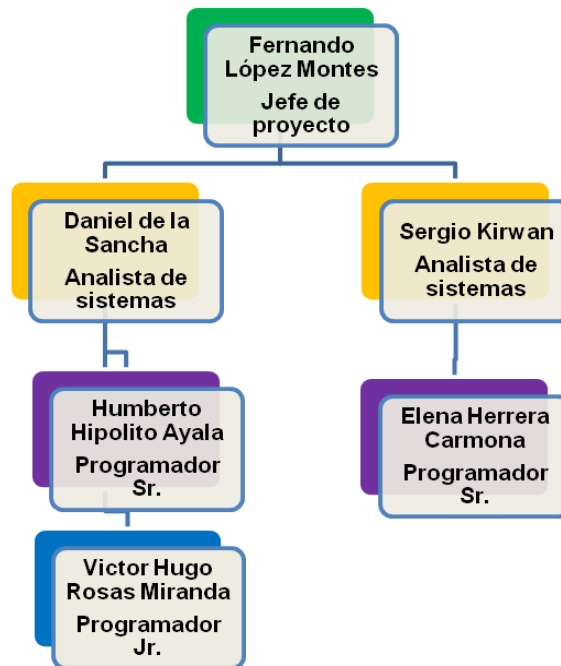 Fernando
López Montes
Jefe de
proyecto
Daniel de la
Sancha
Analista de
sistemas
Sergio Kirwan
Analista de
sistemas
Humberto
Hipolito Ayala
Programador
Sr.
Elena Herrera
Carmona
Programador
Sr.
Victor Hugo
Rosas Miranda
Programador
Jr.